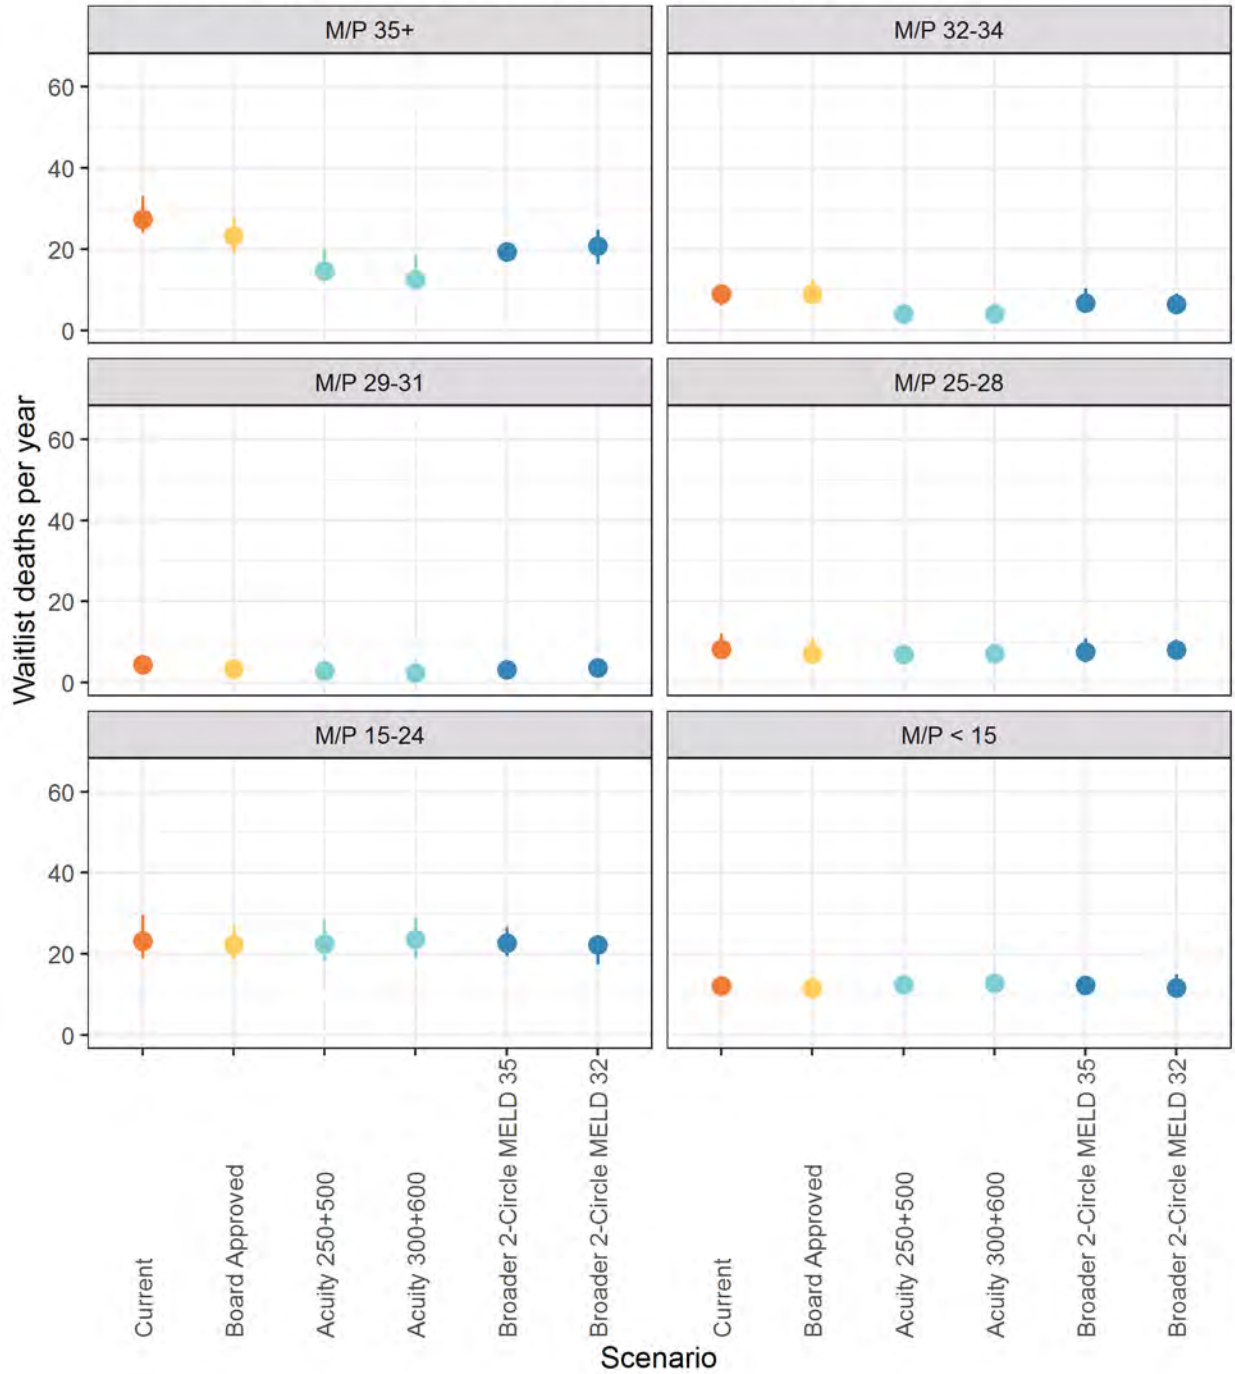 M/P 35+
M/P 32-34
60
40
20
0
M/P 29-31
M/P 25-28
60
40
20
0
M/P 15-24
M/P < 15
60
40
20
0
Waitlist deaths per year
Current
Board Approved
Acuity 250+500
Acuity 300+600
Broader 2-Circle MELD 35
Broader 2-Circle MELD 32
Current
Board Approved
Acuity 250+500
Acuity 300+600
Broader 2-Circle MELD 35
Broader 2-Circle MELD 32
Scenario